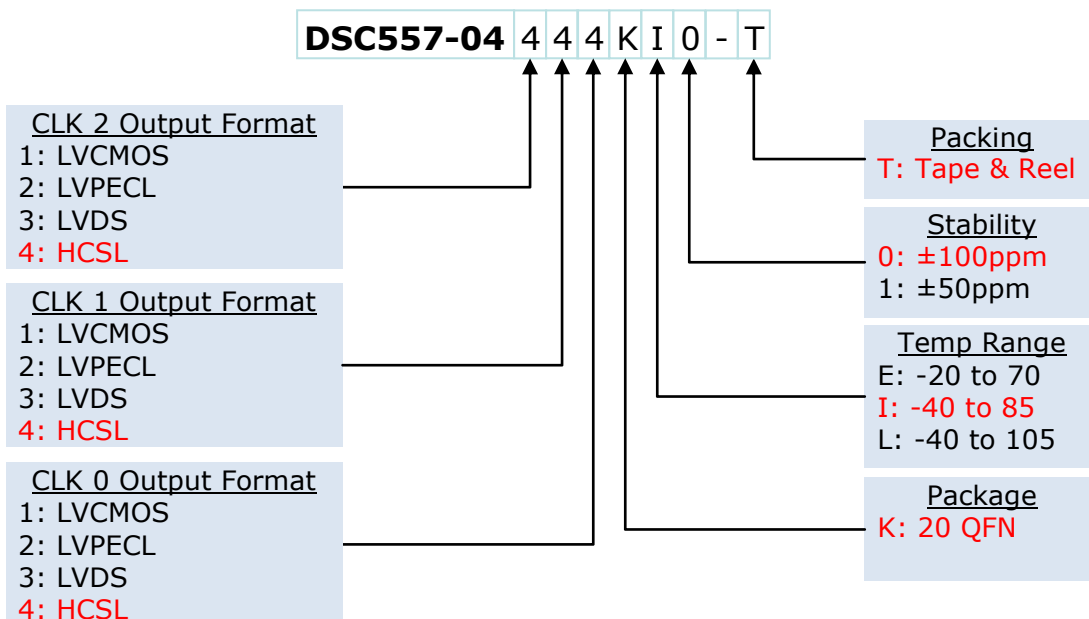 DSC557-04 4 4 4 K I 0 - T
CLK 2 Output Format
1: LVCMOS
2: LVPECL
3: LVDS
4: HCSL
CLK 1 Output Format
1: LVCMOS
2: LVPECL
3: LVDS
4: HCSL
CLK 0 Output Format
1: LVCMOS
2: LVPECL
3: LVDS
4: HCSL
Packing
T: Tape & Reel
Stability
0: ±100ppm
1: ±50ppm
Temp Range
E: -20 to 70
I: -40 to 85
L: -40 to 105
Package
K: 20 QFN